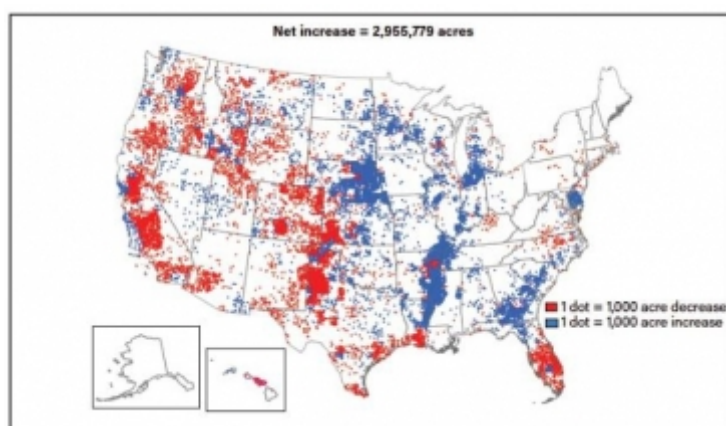 Net increase = 2,955,779 acres
1 dot = 1,000 acre decrease
1 dot = 1,000 acre increase